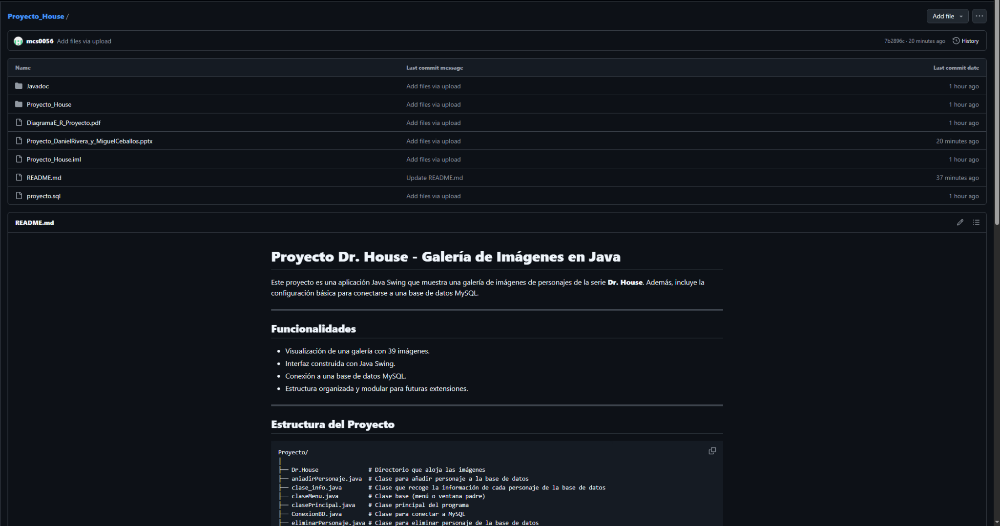 Proyecto_House /
Add file
mcs0056 Add files via upload
7b2896c · 20 minutes ago History
Name Last commit message Last commit date
Javadoc Add files via upload 1 hour ago
Proyecto_House Add files via upload 1 hour ago
DiagramaE_R_Proyecto.pdf Add files via upload 1 hour ago
Proyecto_DanielRivera_y_MiguelCeballos.pptx Add files via upload 20 minutes ago
Proyecto_House.iml Add files via upload 1 hour ago
README.md Update README.md 37 minutes ago
proyecto.sql Add files via upload 1 hour ago
README.md
Proyecto Dr. House - Galería de Imágenes en Java
Este proyecto es una aplicación Java Swing que muestra una galería de imágenes de personajes de la serie Dr. House. Además, incluye la
configuración básica para conectarse a una base de datos MySQL.
Funcionalidades
• Visualización de una galería con 39 imágenes.
• Interfaz construida con Java Swing.
• Conexión a una base de datos MySQL.
• Estructura organizada y modular para futuras extensiones.
Estructura del Proyecto
Proyecto/
│
├── Dr.House # Directorio que aloja las imágenes
├── aniadirPersonaje.java # Clase para añadir personaje a la base de datos
├── clase_info.java # Clase que recoge la información de cada personaje de la base de datos
├── claseMenu.java # Clase base (menú o ventana padre)
├── clasePrincipal.java # Clase principal del programa
├── ConexionBD.java # Clase para conectar a MySQL
├── eliminarPersonaje.java # Clase para eliminar personaje de la base de datos